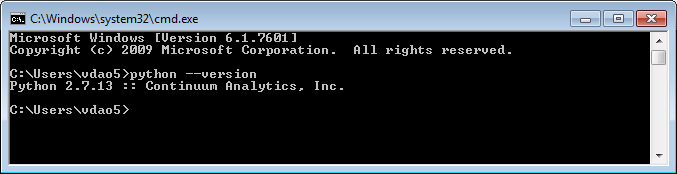 C:\Windows\system32\cmd.exe
Microsoft Windows [Version 6.1.7601]
Copyright (c) 2009 Microsoft Corporation.  All rights reserved.
C:\Users\vdao5>python --version
Python 2.7.13 :: Continuum Analytics, Inc.
C:\Users\vdao5>